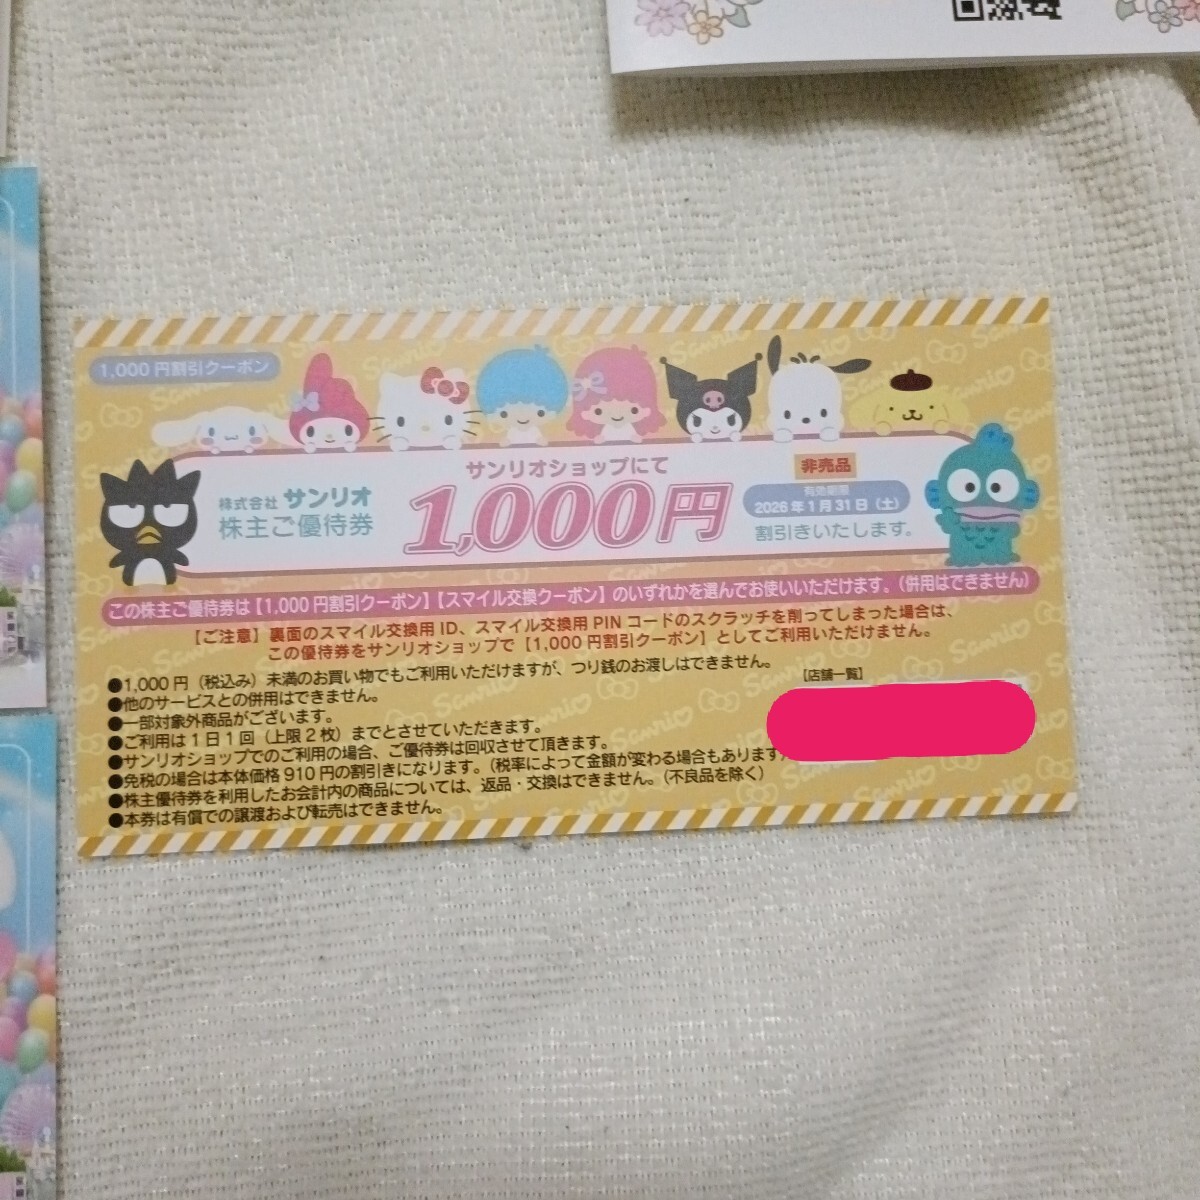 1,000円割引クーポン
サンリオショップにて
非売品
株式会社 サンリオ
株主ご優待券
1,000円
有効期限
2026年1月31日(土)
割引きいたします。
この株主ご優待券は【1,000円割引クーポン】【スマイル交換クーポン】のいずれかを選んでお使いいただけます。(併用はできません)
【ご注意】裏面のスマイル交換用ID、スマイル交換用PINコードのスクラッチを削ってしまった場合は、
この優待券をサンリオショップで【1,000円割引クーポン】としてご利用いただけません。
●1,000円(税込み)未満のお買い物でもご利用いただけますが、つり銭のお渡しはできません。
●他のサービスとの併用はできません。
●一部対象外商品がございます。
●ご利用は1日1回(上限2枚)までとさせていただきます。
●サンリオショップでのご利用の場合、ご優待券は回収させて頂きます。
●免税の場合は本体価格910円の割引きになります。(税率によって金額が変わる場合もあります)
●株主優待券を利用したお会計内の商品については、返品・交換はできません。(不良品を除く)
●本券は有償での譲渡および転売はできません。
【店舗一覧】